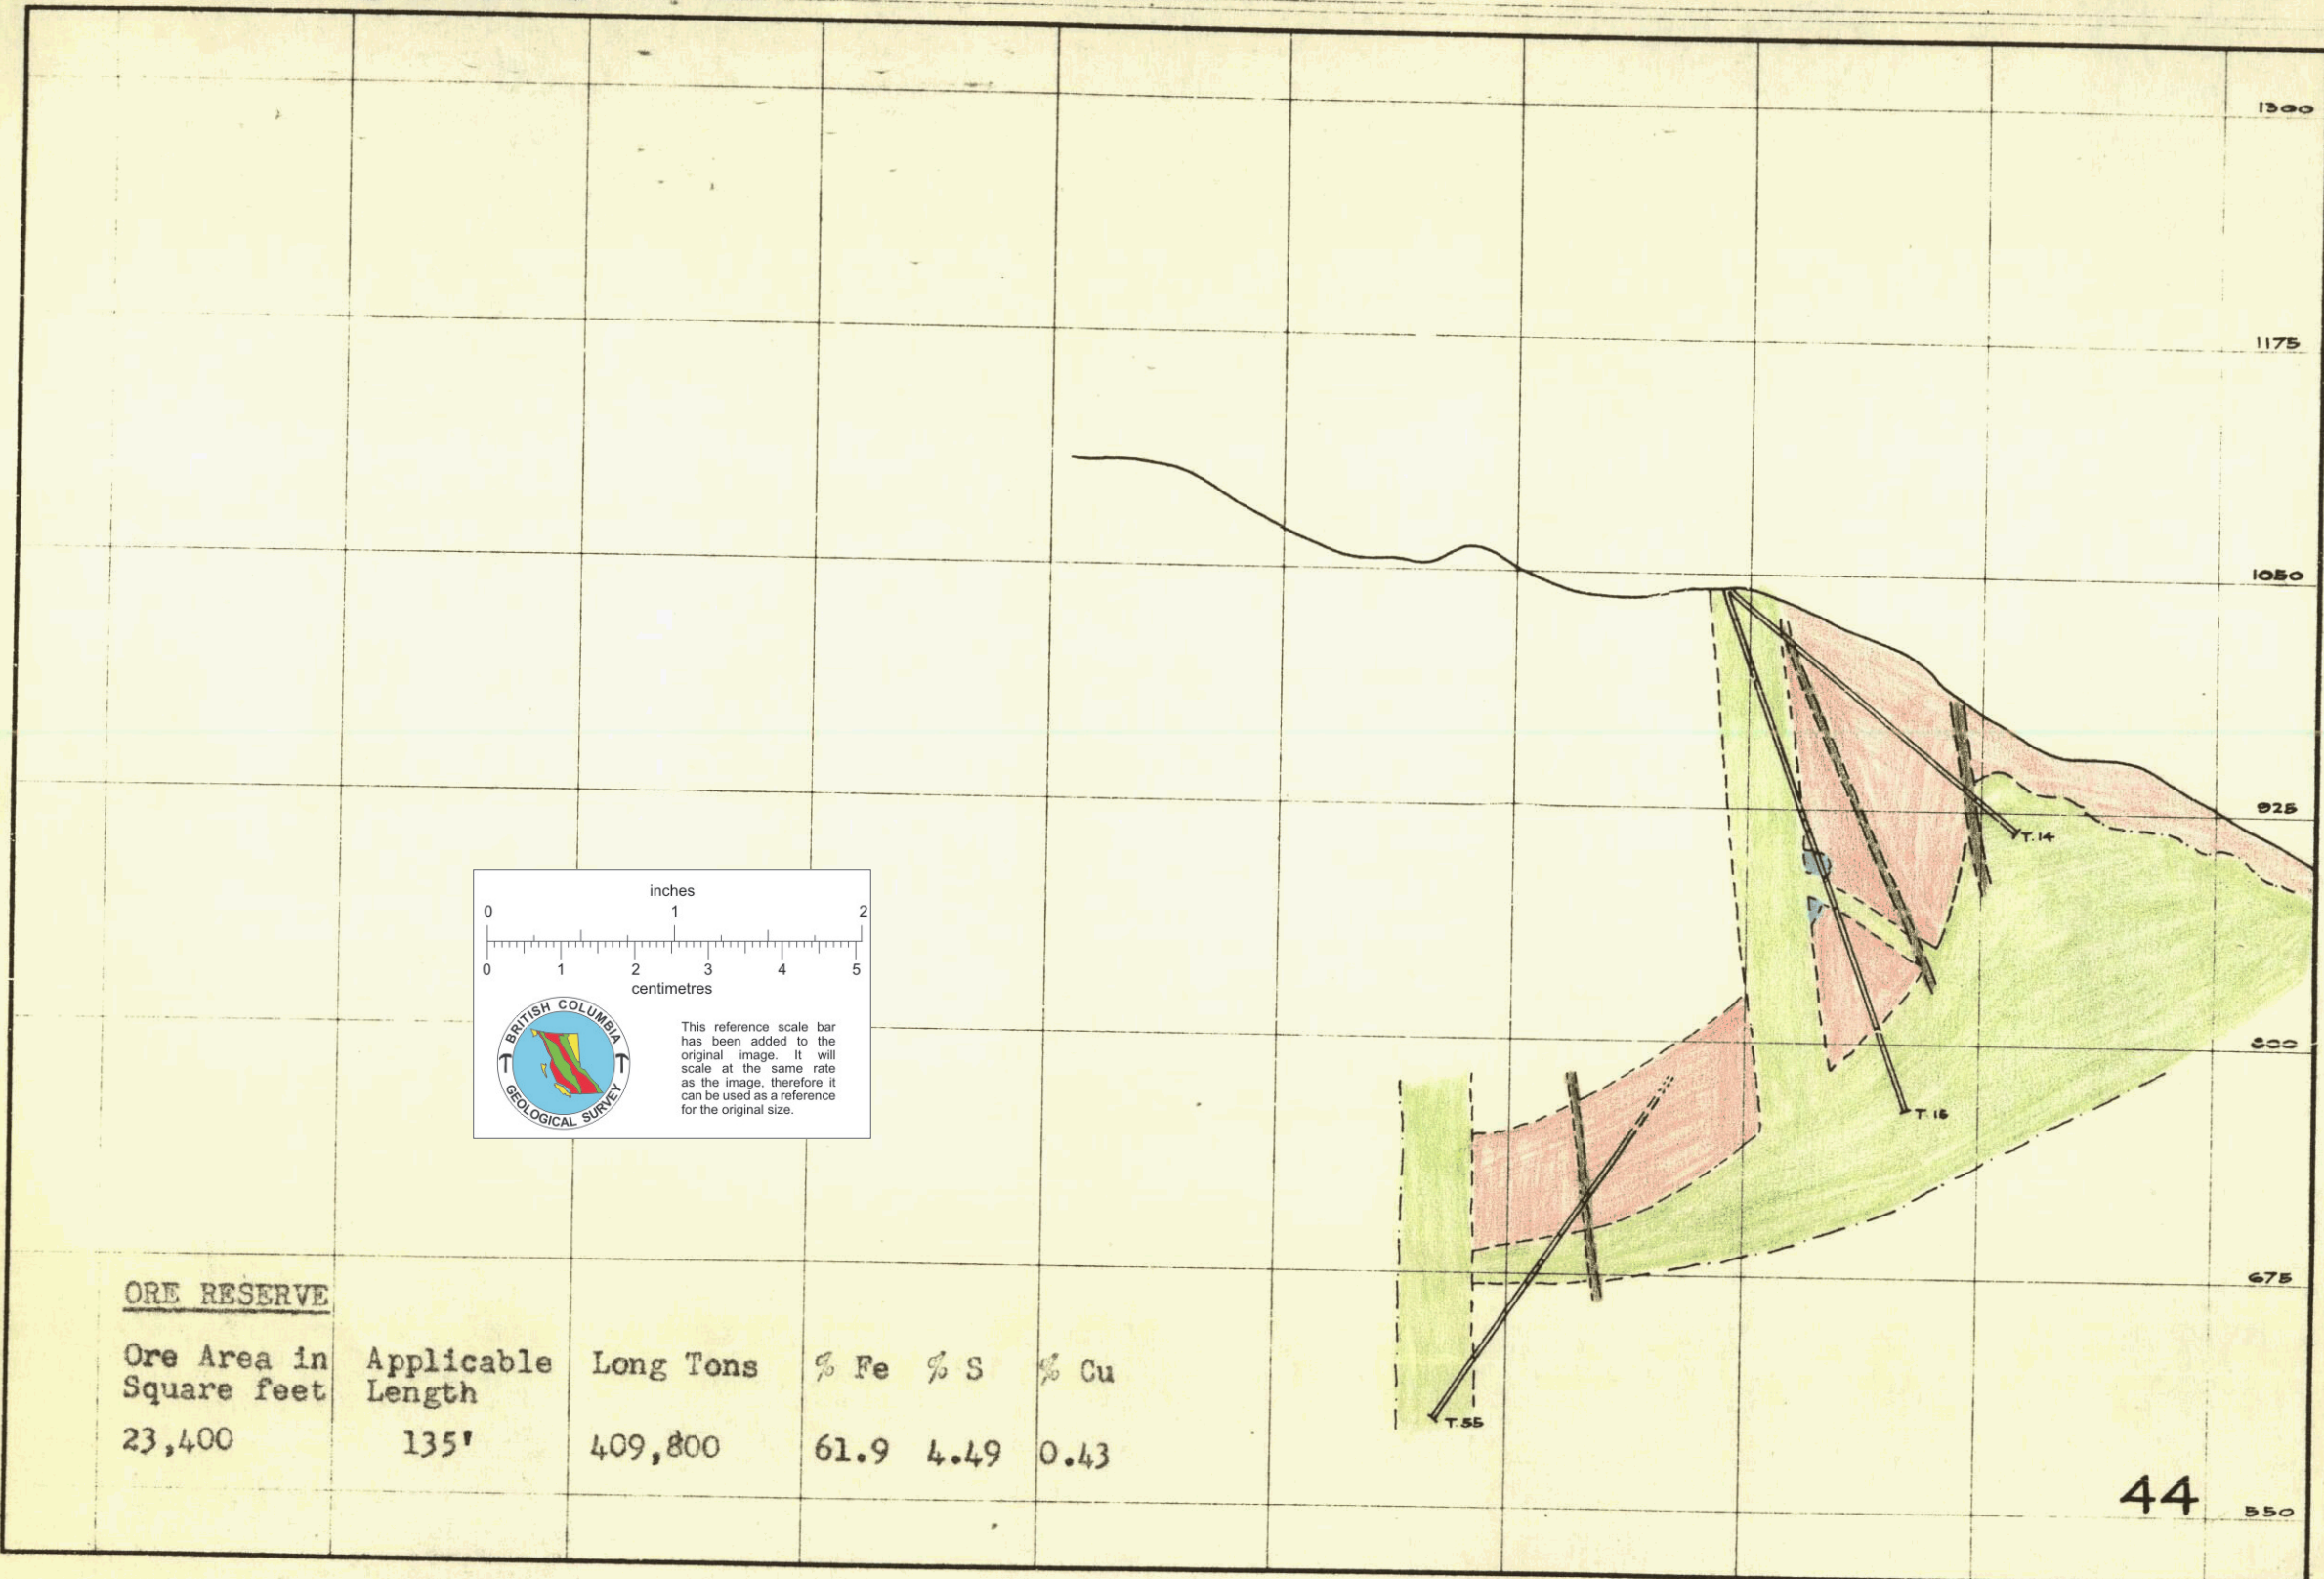 1300
1175
1050
925
T.14
inches
0 1 2
0 1 2 3 4 5
centimetres
BRITISH COLUMBIA
GEOLOGICAL SURVEY
This reference scale bar
has been added to the
original image. It will
scale at the same rate
as the image, therefore it
can be used as a reference
for the original size.
800
T.15
675
ORE RESERVE
Ore Area in Square feet Applicable Length Long Tons % Fe % S % Cu
23,400 135' 409,800 61.9 4.49 0.43
T.55
44
550